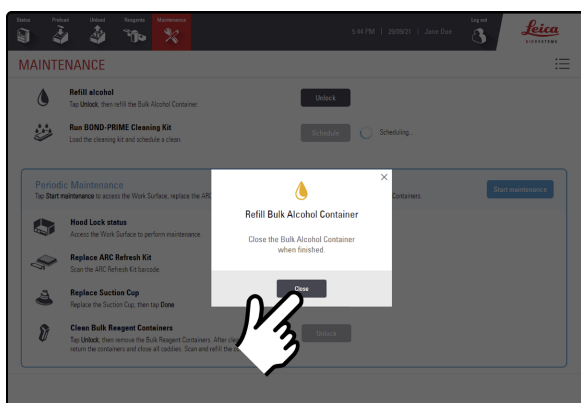 Status Preload Unload Reagents Maintenance
5:44 PM | 29/09/21 | Jane Doe
Log out
Leica
BIOSYSTEMS
MAINTENANCE
Refill alcohol
Tap Unlock, then refill the Bulk Alcohol Container.
Unlock
Run BOND-PRIME Cleaning Kit
Load the cleaning kit and schedule a clean.
Schedule
Scheduling...
Periodic Maintenance
Tap Start maintenance to access the Work Surface, replace the ARC
Containers.
Start maintenance
Hood Lock status
Access the Work Surface to perform maintenance.
Replace ARC Refresh Kit
Scan the ARC Refresh Kit barcode
Replace Suction Cup
Replace the Suction Cup, then tap Done
Clean Bulk Reagent Containers
Tap Unlock, then remove the Bulk Reagent Containers. After
return the containers and close all caddies. Scan and refill the
Unlock
Refill Bulk Alcohol Container
Close the Bulk Alcohol Container
when finished.
Close